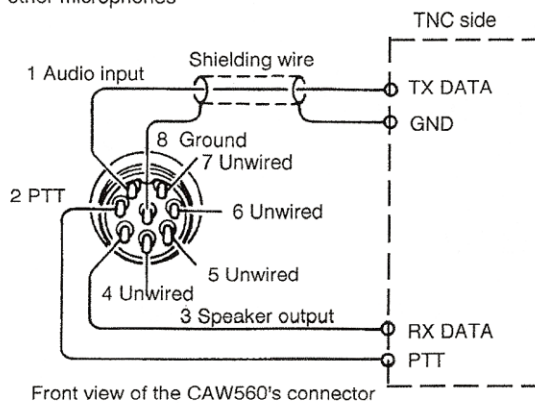 other microphones
TNC side
Shielding wire
1 Audio input
TX DATA
GND
8 Ground
7 Unwired
2 PTT
6 Unwired
5 Unwired
4 Unwired
3 Speaker output
RX DATA
PTT
Front view of the CAW560's connector